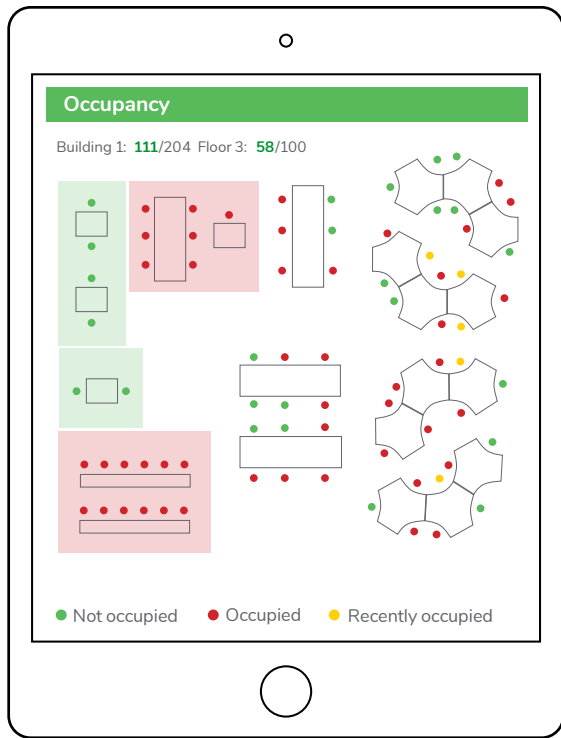 Occupancy
Building 1: 111/204 Floor 3: 58/100
Not occupied Occupied Recently occupied